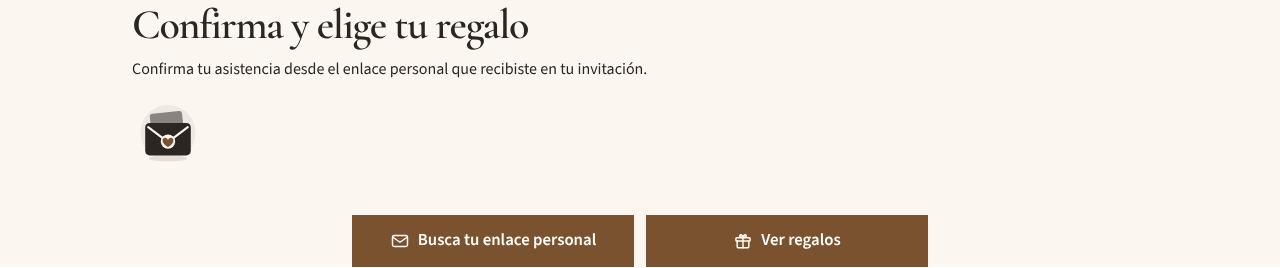 Confirma y elige tu regalo
Confirma tu asistencia desde el enlace personal que recibiste en tu invitación.
Busca tu enlace personal
Ver regalos